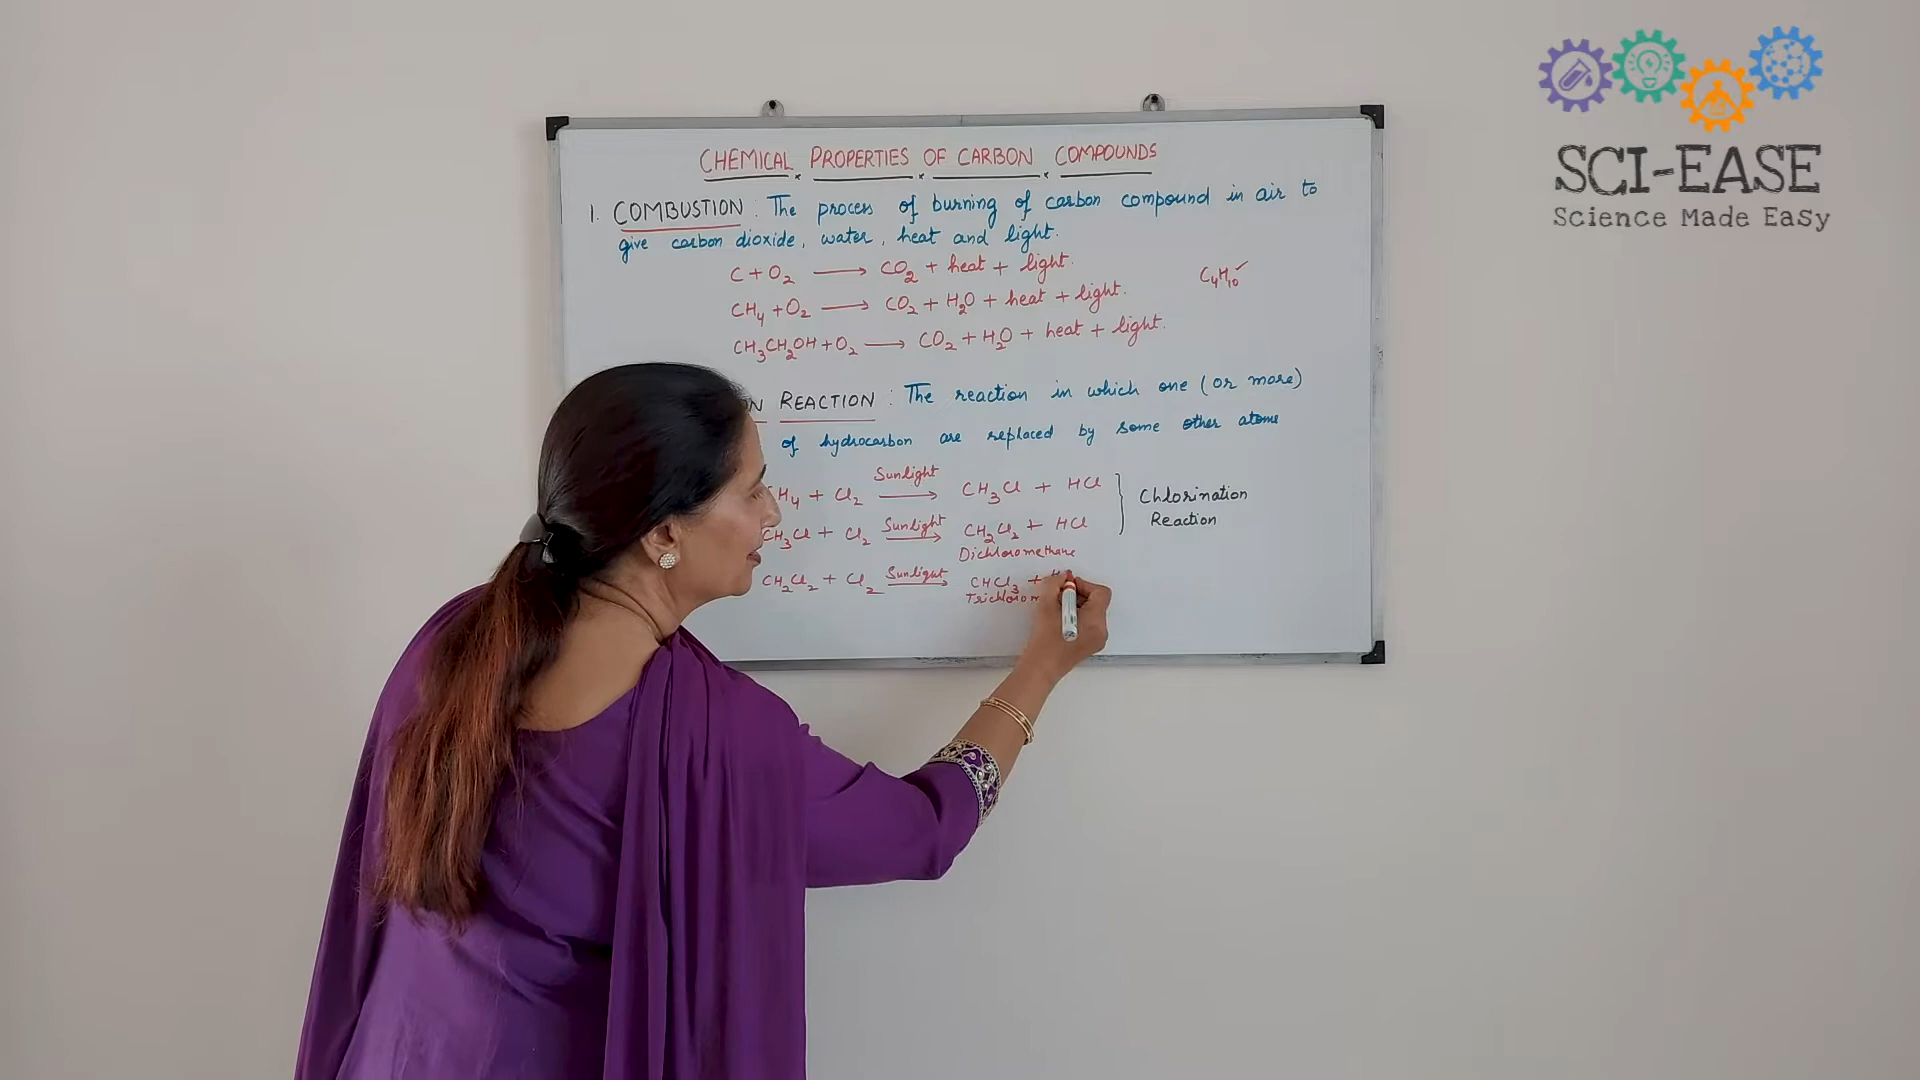 SCI-EASE
Science Made Easy
CHEMICAL PROPERTIES OF CARBON COMPOUNDS
1. COMBUSTION : The process of burning of carbon compound in air to
give carbon dioxide, water, heat and light.
C + O₂ ⟶ CO₂ + heat + light.
C₄H₁₀ ✓
CH₄ + O₂ ⟶ CO₂ + H₂O + heat + light.
CH₃CH₂OH + O₂ ⟶ CO₂ + H₂O + heat + light.
ON REACTION : The reaction in which one (or more)
of hydrocarbon are replaced by some other atoms
H₄ + Cl₂ Sunlight ⟶ CH₃Cl + HCl
CH₃Cl + Cl₂ Sunlight ⟶ CH₂Cl₂ + HCl
} Chlorination
Reaction
Dichloromethane
CH₂Cl₂ + Cl₂ Sunlight ⟶ CHCl₃ + H
Trichlorom